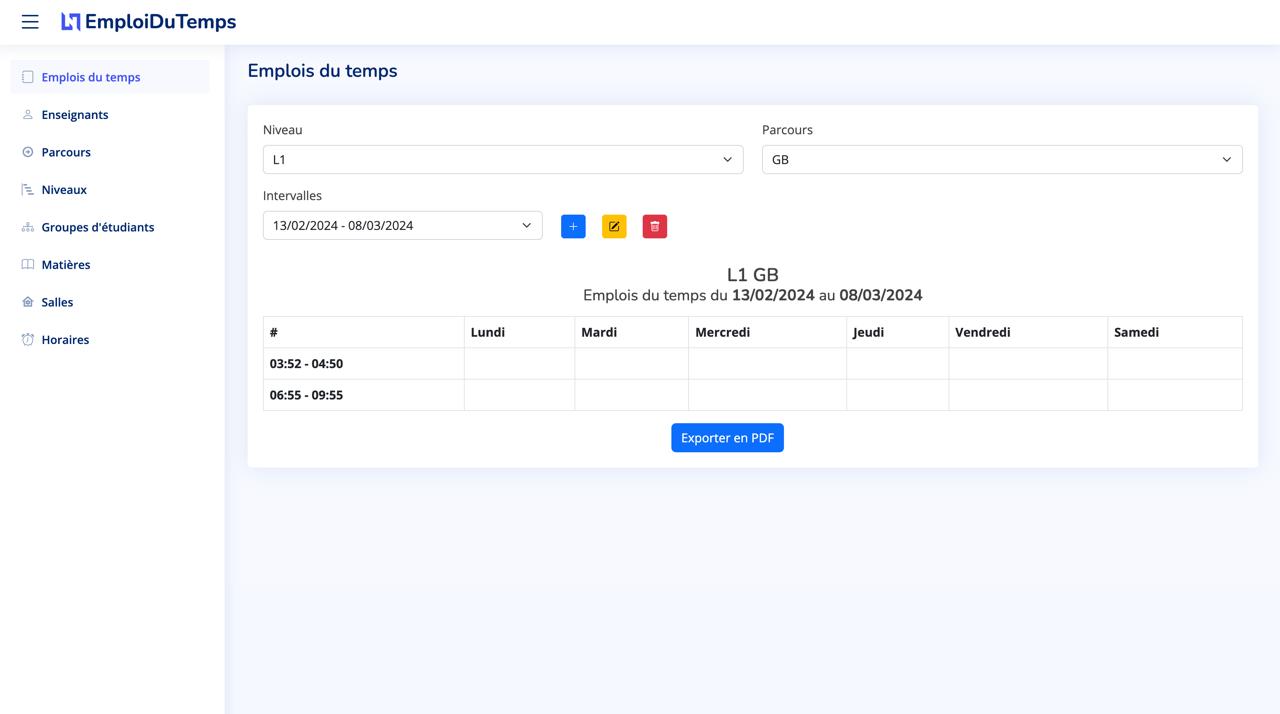 EmploiDuTemps
Emplois du temps
Enseignants
Parcours
Niveaux
Groupes d'étudiants
Matières
Salles
Horaires
Emplois du temps
Niveau
Parcours
L1
GB
Intervalles
13/02/2024 - 08/03/2024
L1 GB
Emplois du temps du 13/02/2024 au 08/03/2024
# Lundi Mardi Mercredi Jeudi Vendredi Samedi
03:52 - 04:50
06:55 - 09:55
Exporter en PDF